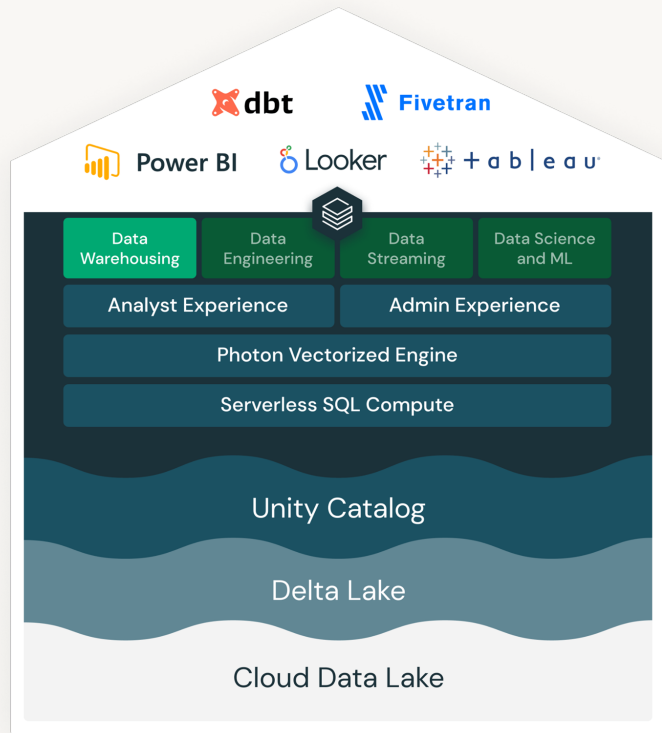 dbt
Fivetran
Power BI
Looker
+ a b | e a u
Data
Warehousing
Data
Engineering
Data
Streaming
Data Science
and ML
Analyst Experience
Admin Experience
Photon Vectorized Engine
Serverless SQL Compute
Unity Catalog
Delta Lake
Cloud Data Lake